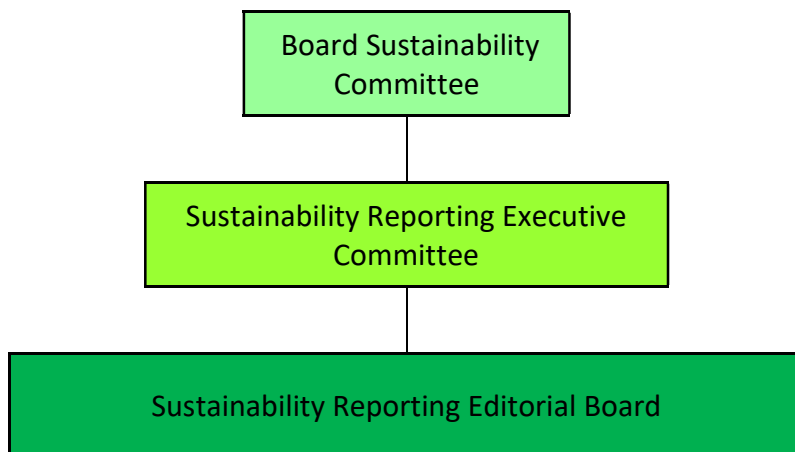 Board Sustainability
Committee
Sustainability Reporting Executive
Committee
Sustainability Reporting Editorial Board